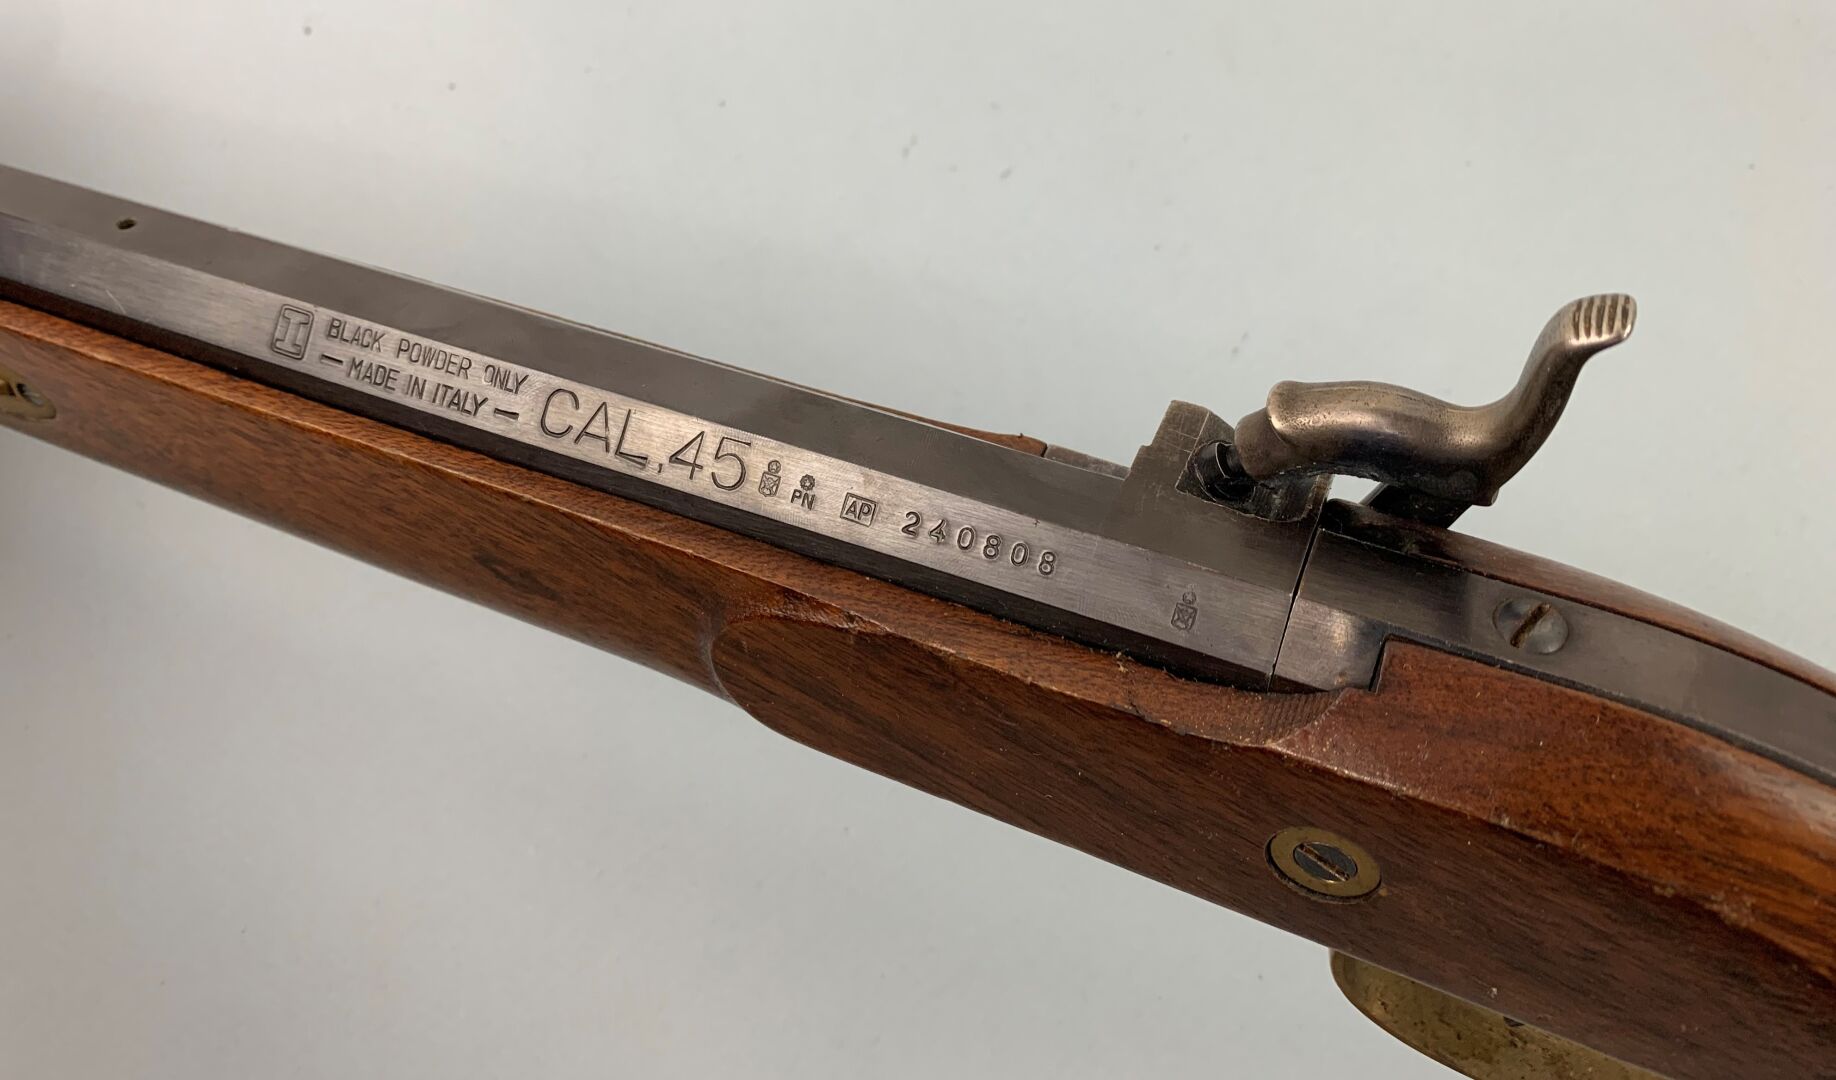 I
BLACK POWDER ONLY
— MADE IN ITALY —
CAL .45
PN
AP
240808